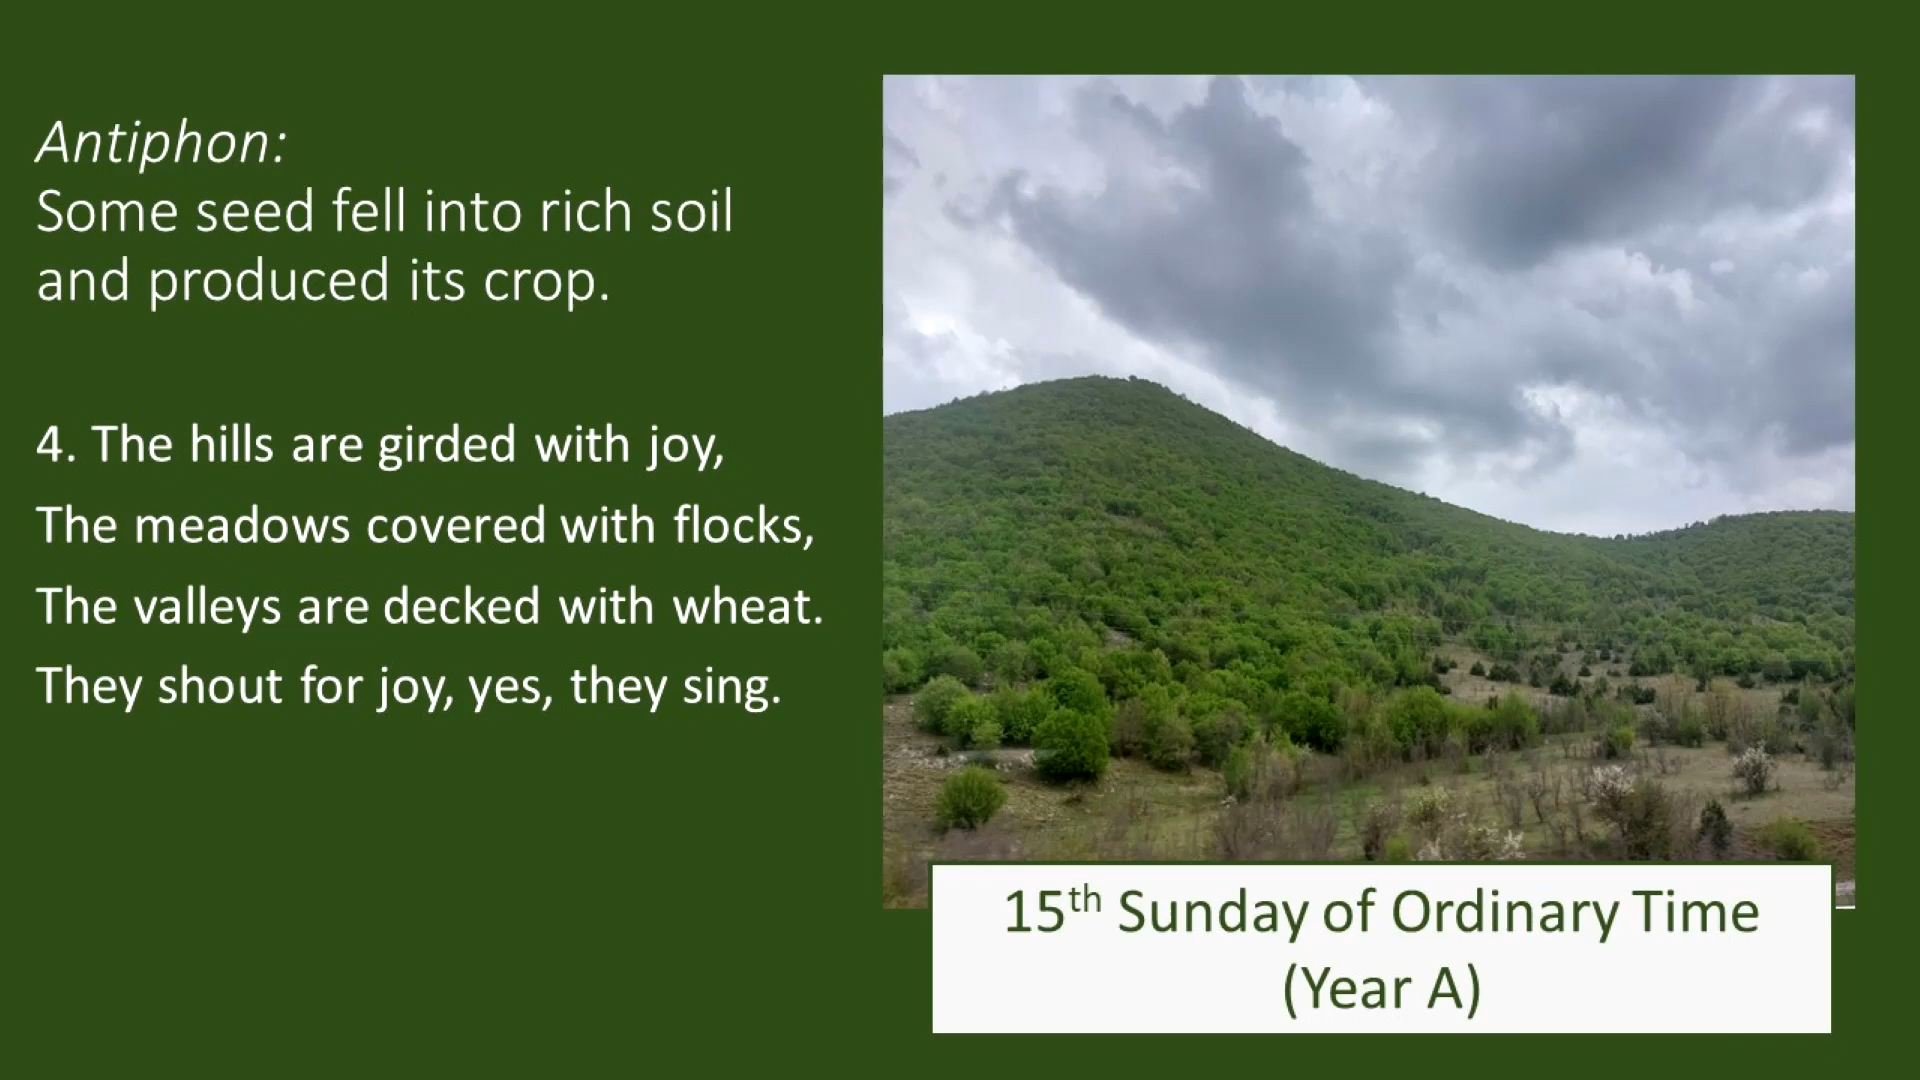 Antiphon:
Some seed fell into rich soil
and produced its crop.
4. The hills are girded with joy,
The meadows covered with flocks,
The valleys are decked with wheat.
They shout for joy, yes, they sing.
15th Sunday of Ordinary Time
(Year A)